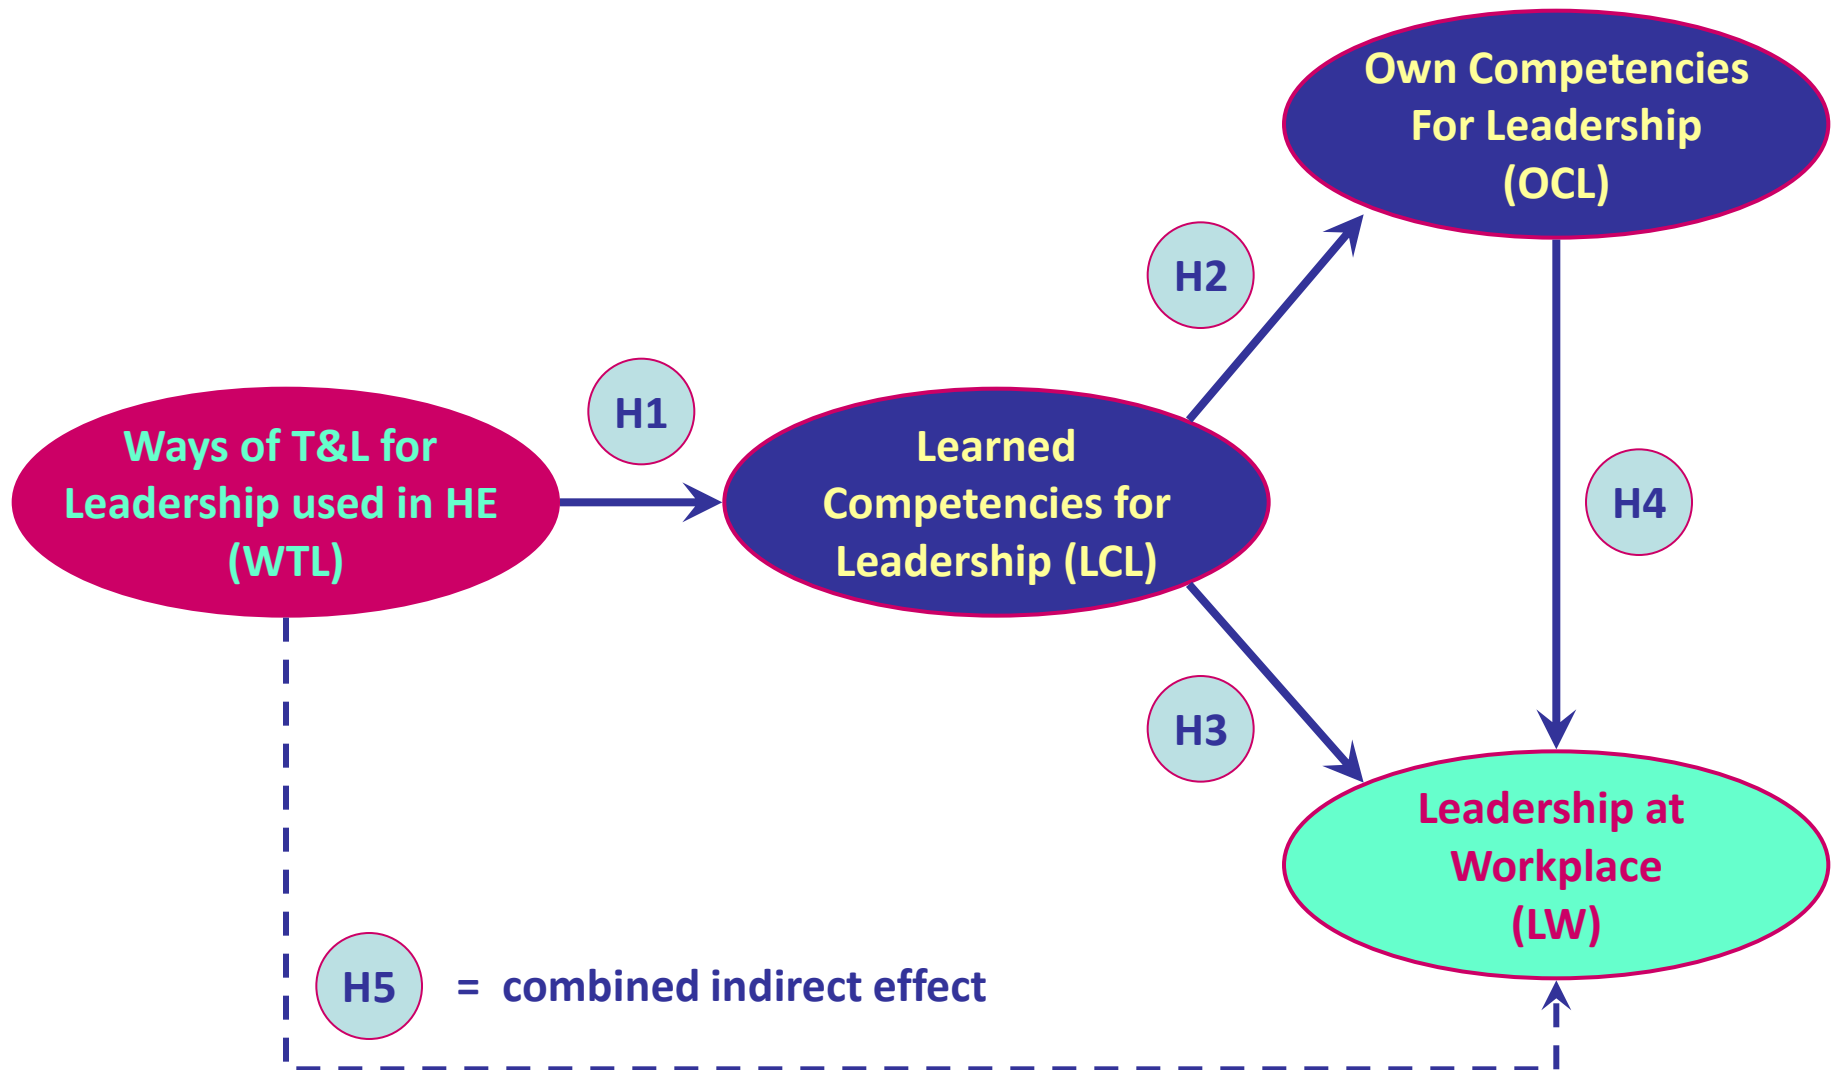 Own Competencies
For Leadership
(OCL)
H2
H1
Ways of T&L for
Leadership used in HE
(WTL)
Learned
Competencies for
Leadership (LCL)
H4
H3
Leadership at
Workplace
(LW)
H5 = combined indirect effect